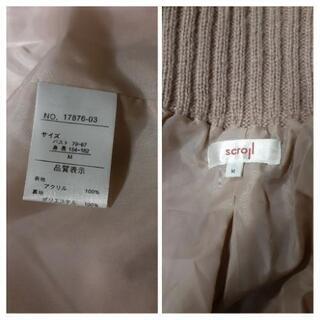 NO. 17876-03
サイズ
バスト 79-87
身長 154-162
M
品質表示
表地
アクリル 100%
裏地
ポリエステル 100%
scroll
M